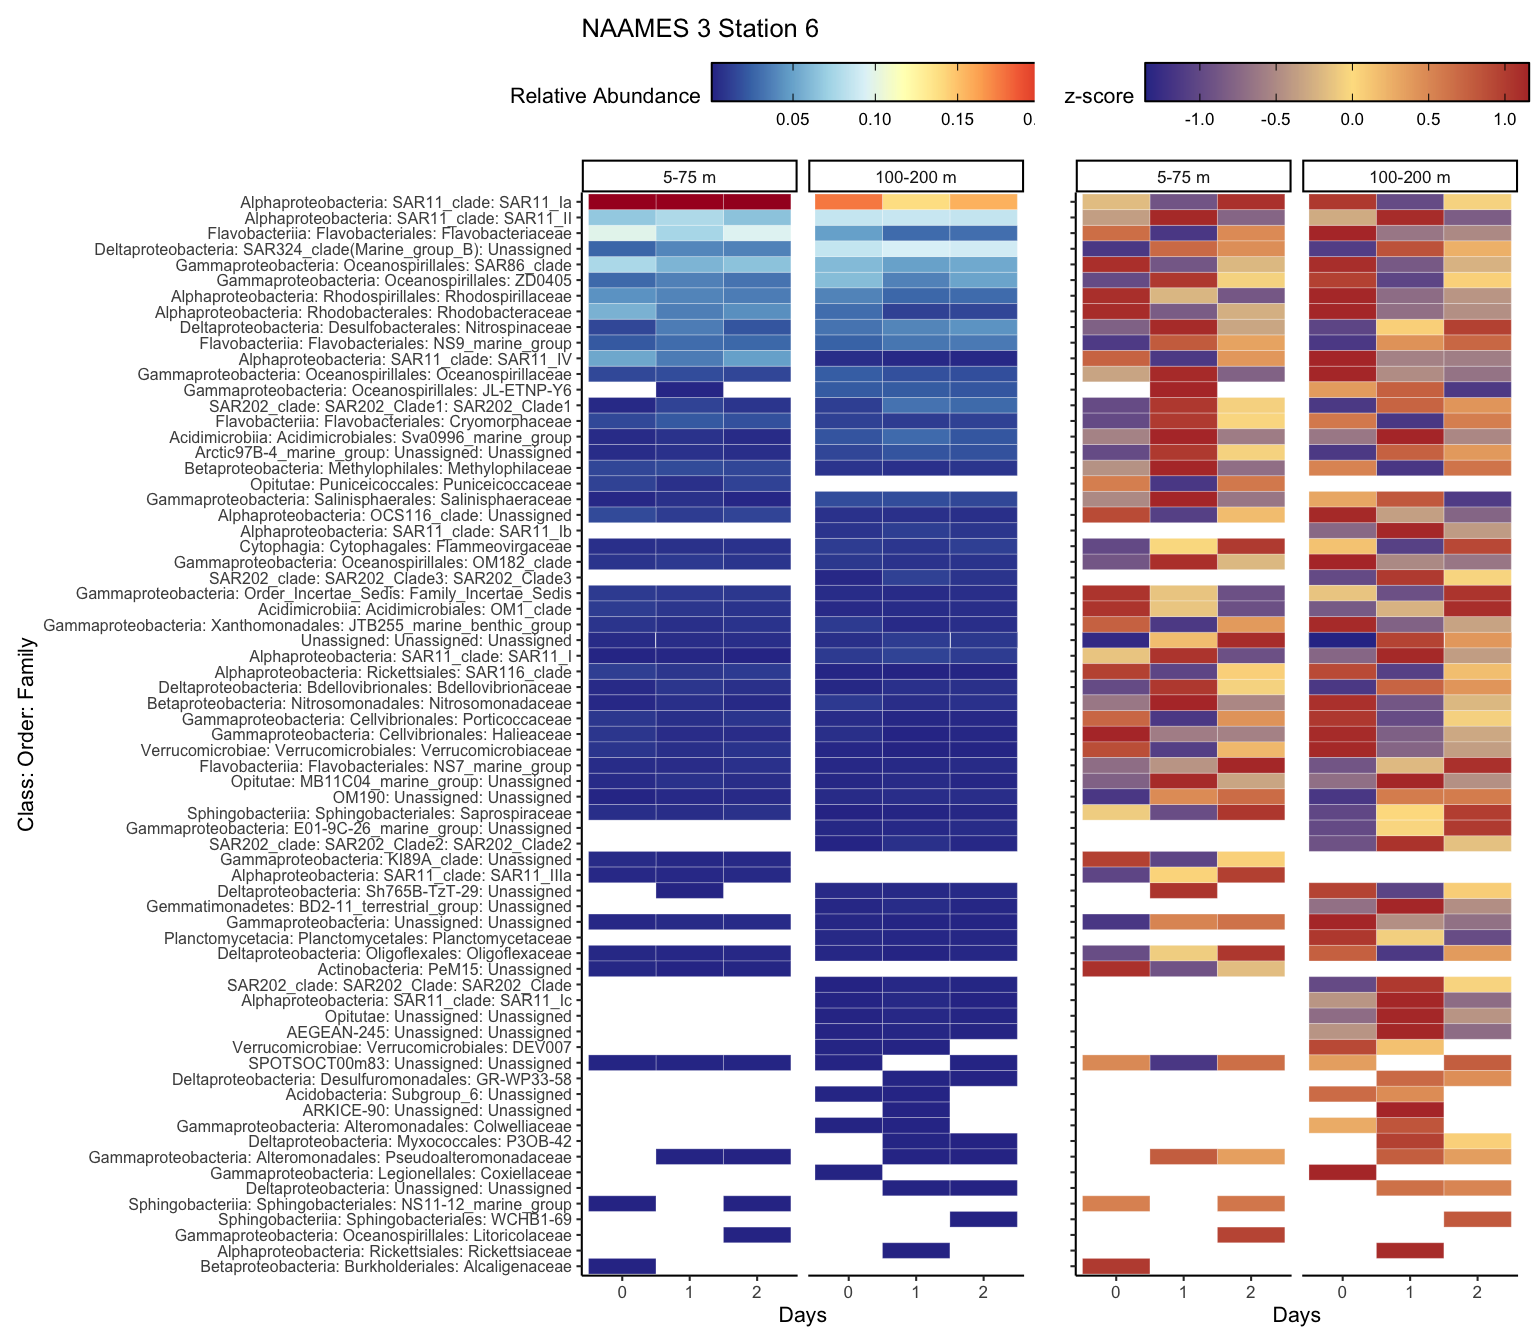 NAAMES 3 Station 6
Relative Abundance
0.05 0.10 0.15 0.
z-score
-1.0 -0.5 0.0 0.5 1.0
5-75 m 100-200 m 5-75 m 100-200 m
Class: Order: Family
Alphaproteobacteria: SAR11_clade: SAR11_Ia
Alphaproteobacteria: SAR11_clade: SAR11_II
Flavobacteriia: Flavobacteriales: Flavobacteriaceae
Deltaproteobacteria: SAR324_clade(Marine_group_B): Unassigned
Gammaproteobacteria: Oceanospirillales: SAR86_clade
Gammaproteobacteria: Oceanospirillales: ZD0405
Alphaproteobacteria: Rhodospirillales: Rhodospirillaceae
Alphaproteobacteria: Rhodobacterales: Rhodobacteraceae
Deltaproteobacteria: Desulfobacterales: Nitrospinaceae
Flavobacteriia: Flavobacteriales: NS9_marine_group
Alphaproteobacteria: SAR11_clade: SAR11_IV
Gammaproteobacteria: Oceanospirillales: Oceanospirillaceae
Gammaproteobacteria: Oceanospirillales: JL-ETNP-Y6
SAR202_clade: SAR202_Clade1: SAR202_Clade1
Flavobacteriia: Flavobacteriales: Cryomorphaceae
Acidimicrobiia: Acidimicrobiales: Sva0996_marine_group
Arctic97B-4_marine_group: Unassigned: Unassigned
Betaproteobacteria: Methylophilales: Methylophilaceae
Opitutae: Puniceicoccales: Puniceicoccaceae
Gammaproteobacteria: Salinisphaerales: Salinisphaeraceae
Alphaproteobacteria: OCS116_clade: Unassigned
Alphaproteobacteria: SAR11_clade: SAR11_Ib
Cytophagia: Cytophagales: Flammeovirgaceae
Gammaproteobacteria: Oceanospirillales: OM182_clade
SAR202_clade: SAR202_Clade3: SAR202_Clade3
Gammaproteobacteria: Order_Incertae_Sedis: Family_Incertae_Sedis
Acidimicrobiia: Acidimicrobiales: OM1_clade
Gammaproteobacteria: Xanthomonadales: JTB255_marine_benthic_group
Unassigned: Unassigned: Unassigned
Alphaproteobacteria: SAR11_clade: SAR11_I
Alphaproteobacteria: Rickettsiales: SAR116_clade
Deltaproteobacteria: Bdellovibrionales: Bdellovibrionaceae
Betaproteobacteria: Nitrosomonadales: Nitrosomonadaceae
Gammaproteobacteria: Cellvibrionales: Porticoccaceae
Gammaproteobacteria: Cellvibrionales: Halieaceae
Verrucomicrobiae: Verrucomicrobiales: Verrucomicrobiaceae
Flavobacteriia: Flavobacteriales: NS7_marine_group
Opitutae: MB11C04_marine_group: Unassigned
OM190: Unassigned: Unassigned
Sphingobacteriia: Sphingobacteriales: Saprospiraceae
Gammaproteobacteria: E01-9C-26_marine_group: Unassigned
SAR202_clade: SAR202_Clade2: SAR202_Clade2
Gammaproteobacteria: KI89A_clade: Unassigned
Alphaproteobacteria: SAR11_clade: SAR11_IIIa
Deltaproteobacteria: Sh765B-TzT-29: Unassigned
Gemmatimonadetes: BD2-11_terrestrial_group: Unassigned
Gammaproteobacteria: Unassigned: Unassigned
Planctomycetacia: Planctomycetales: Planctomycetaceae
Deltaproteobacteria: Oligoflexales: Oligoflexaceae
Actinobacteria: PeM15: Unassigned
SAR202_clade: SAR202_Clade: SAR202_Clade
Alphaproteobacteria: SAR11_clade: SAR11_Ic
Opitutae: Unassigned: Unassigned
AEGEAN-245: Unassigned: Unassigned
Verrucomicrobiae: Verrucomicrobiales: DEV007
SPOTSOCT00m83: Unassigned: Unassigned
Deltaproteobacteria: Desulfuromonadales: GR-WP33-58
Acidobacteria: Subgroup_6: Unassigned
ARKICE-90: Unassigned: Unassigned
Gammaproteobacteria: Alteromonadales: Colwelliaceae
Deltaproteobacteria: Myxococcales: P3OB-42
Gammaproteobacteria: Alteromonadales: Pseudoalteromonadaceae
Gammaproteobacteria: Legionellales: Coxiellaceae
Deltaproteobacteria: Unassigned: Unassigned
Sphingobacteriia: Sphingobacteriales: NS11-12_marine_group
Sphingobacteriia: Sphingobacteriales: WCHB1-69
Gammaproteobacteria: Oceanospirillales: Litoricolaceae
Alphaproteobacteria: Rickettsiales: Rickettsiaceae
Betaproteobacteria: Burkholderiales: Alcaligenaceae
0 1 2 0 1 2 0 1 2 0 1 2
Days Days